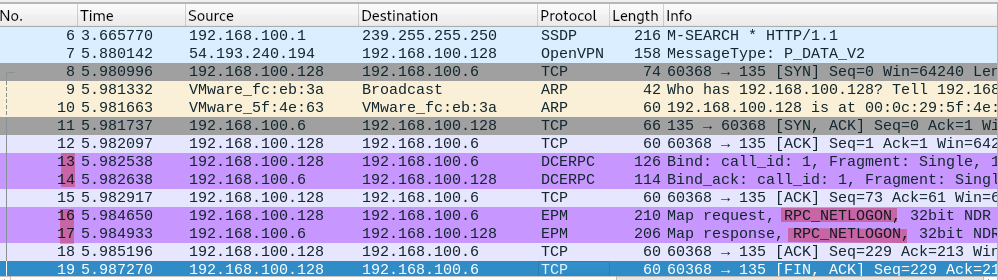 No. Time Source Destination Protocol Length Info
6 3.665770 192.168.100.1 239.255.255.250 SSDP 216 M-SEARCH * HTTP/1.1
7 5.880142 54.193.240.194 192.168.100.128 OpenVPN 158 MessageType: P_DATA_V2
8 5.980996 192.168.100.128 192.168.100.6 TCP 74 60368 → 135 [SYN] Seq=0 Win=64240 Len
9 5.981332 VMware_fc:eb:3a Broadcast ARP 42 Who has 192.168.100.128? Tell 192.168
10 5.981663 VMware_5f:4e:63 VMware_fc:eb:3a ARP 60 192.168.100.128 is at 00:0c:29:5f:4e:
11 5.981737 192.168.100.6 192.168.100.128 TCP 66 135 → 60368 [SYN, ACK] Seq=0 Ack=1 Wi
12 5.982097 192.168.100.128 192.168.100.6 TCP 60 60368 → 135 [ACK] Seq=1 Ack=1 Win=642
13 5.982538 192.168.100.128 192.168.100.6 DCERPC 126 Bind: call_id: 1, Fragment: Single, 1
14 5.982638 192.168.100.6 192.168.100.128 DCERPC 114 Bind_ack: call_id: 1, Fragment: Singl
15 5.982917 192.168.100.128 192.168.100.6 TCP 60 60368 → 135 [ACK] Seq=73 Ack=61 Win=6
16 5.984650 192.168.100.128 192.168.100.6 EPM 210 Map request, RPC_NETLOGON, 32bit NDR
17 5.984933 192.168.100.6 192.168.100.128 EPM 206 Map response, RPC_NETLOGON, 32bit NDR
18 5.985196 192.168.100.128 192.168.100.6 TCP 60 60368 → 135 [ACK] Seq=229 Ack=213 Win
19 5.987270 192.168.100.128 192.168.100.6 TCP 60 60368 → 135 [FIN, ACK] Seq=229 Ack=2